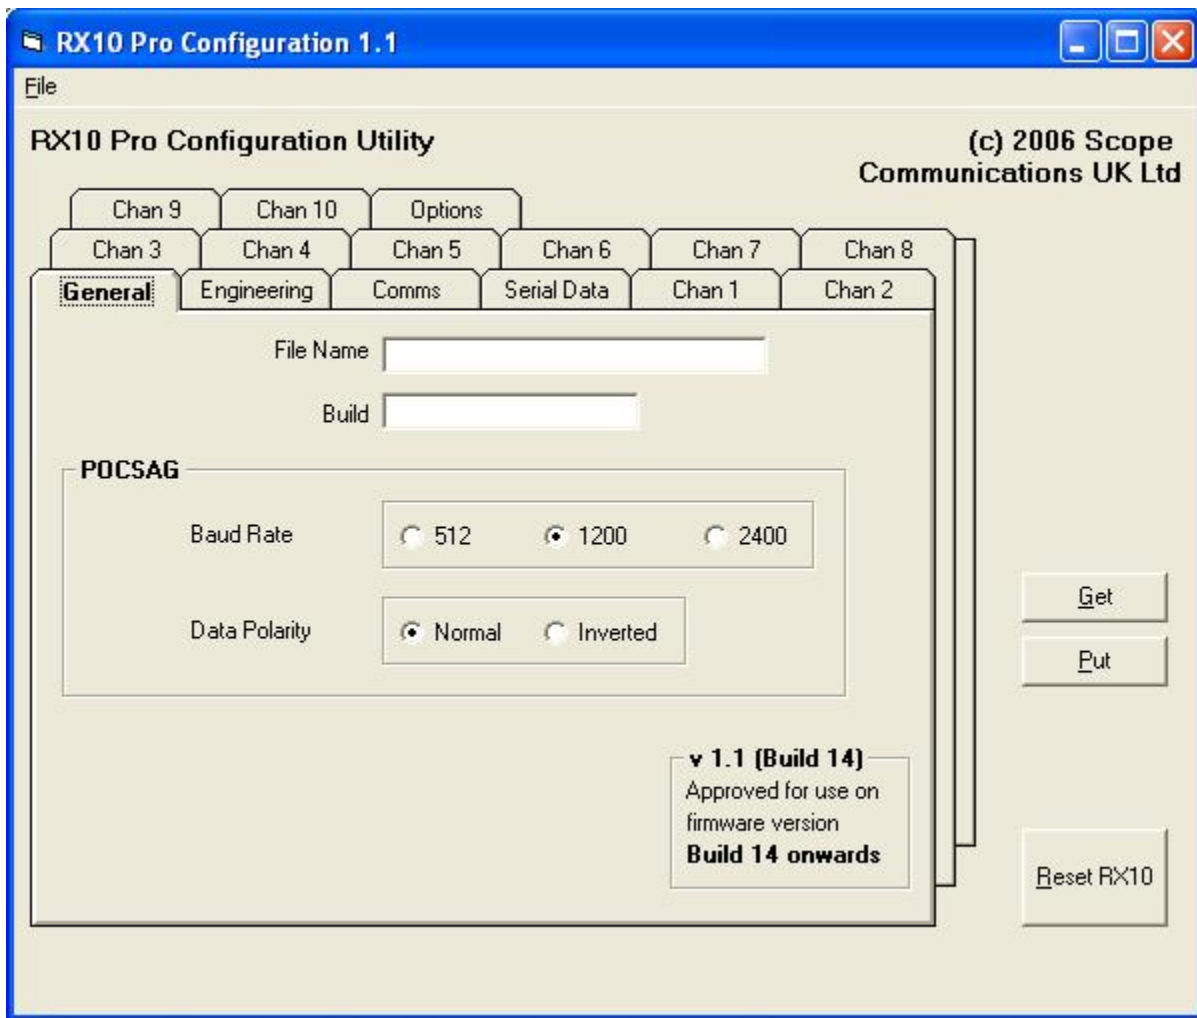 RX10 Pro Configuration 1.1
File
RX10 Pro Configuration Utility
(c) 2006 Scope
Communications UK Ltd
Chan 9 Chan 10 Options
Chan 3 Chan 4 Chan 5 Chan 6 Chan 7 Chan 8
General Engineering Comms Serial Data Chan 1 Chan 2
File Name
Build
POCSAG
Baud Rate 512 1200 2400
Data Polarity Normal Inverted
Get
Put
v 1.1 (Build 14)
Approved for use on
firmware version
Build 14 onwards
Reset RX10